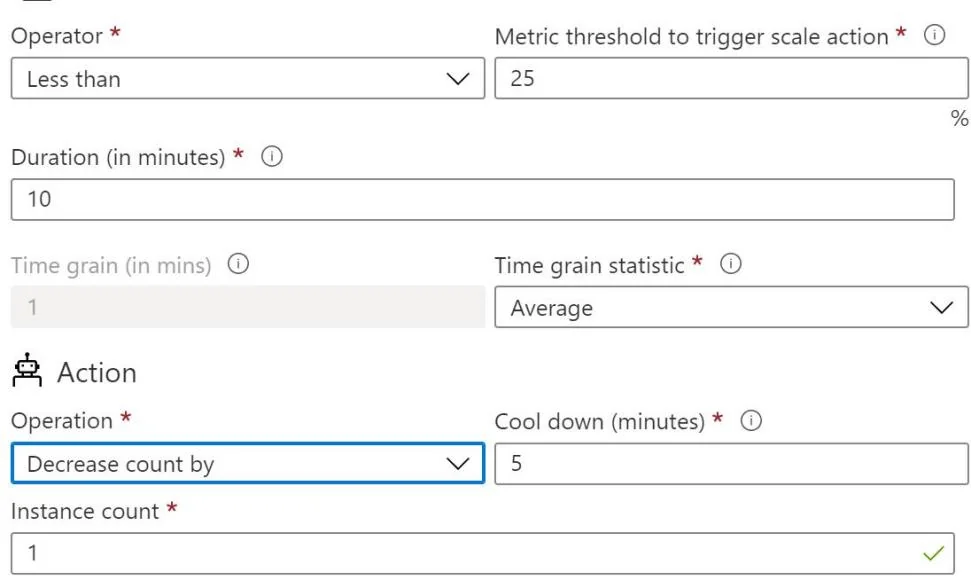 Operator * Metric threshold to trigger scale action *
Less than 25
%
Duration (in minutes) *
10
Time grain (in mins) Time grain statistic *
1 Average
Action
Operation * Cool down (minutes) *
Decrease count by 5
Instance count *
1